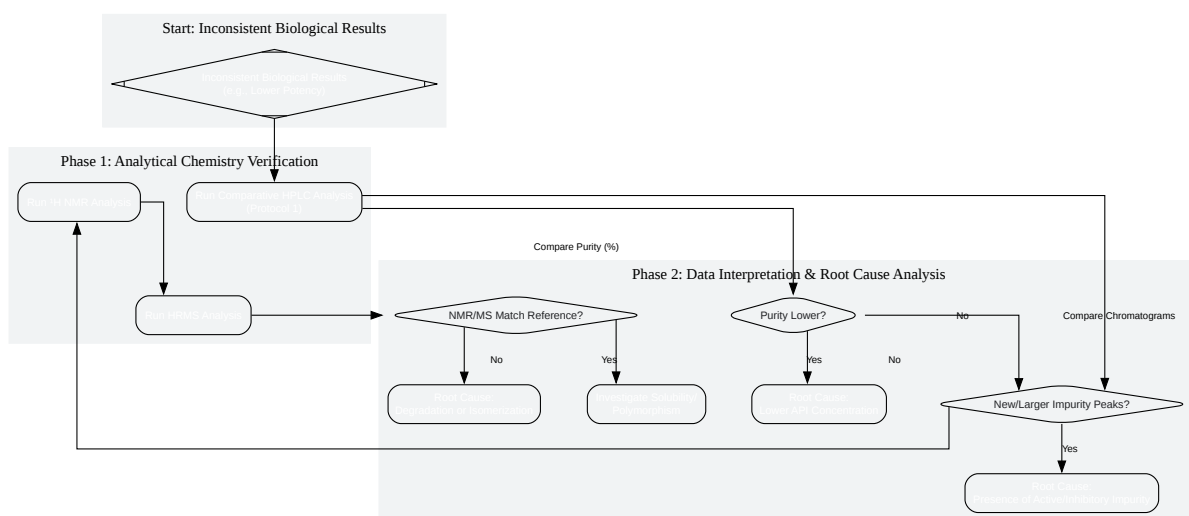 Start: Inconsistent Biological Results
Inconsistent Biological Results
(e.g., Lower Potency)
Phase 1: Analytical Chemistry Verification
Run ¹H NMR Analysis
Run Comparative HPLC Analysis
(Protocol 1)
Compare Purity (%)
Phase 2: Data Interpretation & Root Cause Analysis
Run HRMS Analysis
NMR/MS Match Reference?
Purity Lower?
No
Compare Chromatograms
No
Yes
Yes
No
Root Cause:
Degradation or Isomerization
Investigate Solubility/
Polymorphism
Root Cause:
Lower API Concentration
New/Larger Impurity Peaks?
Yes
Root Cause:
Presence of Active/Inhibitory Impurity